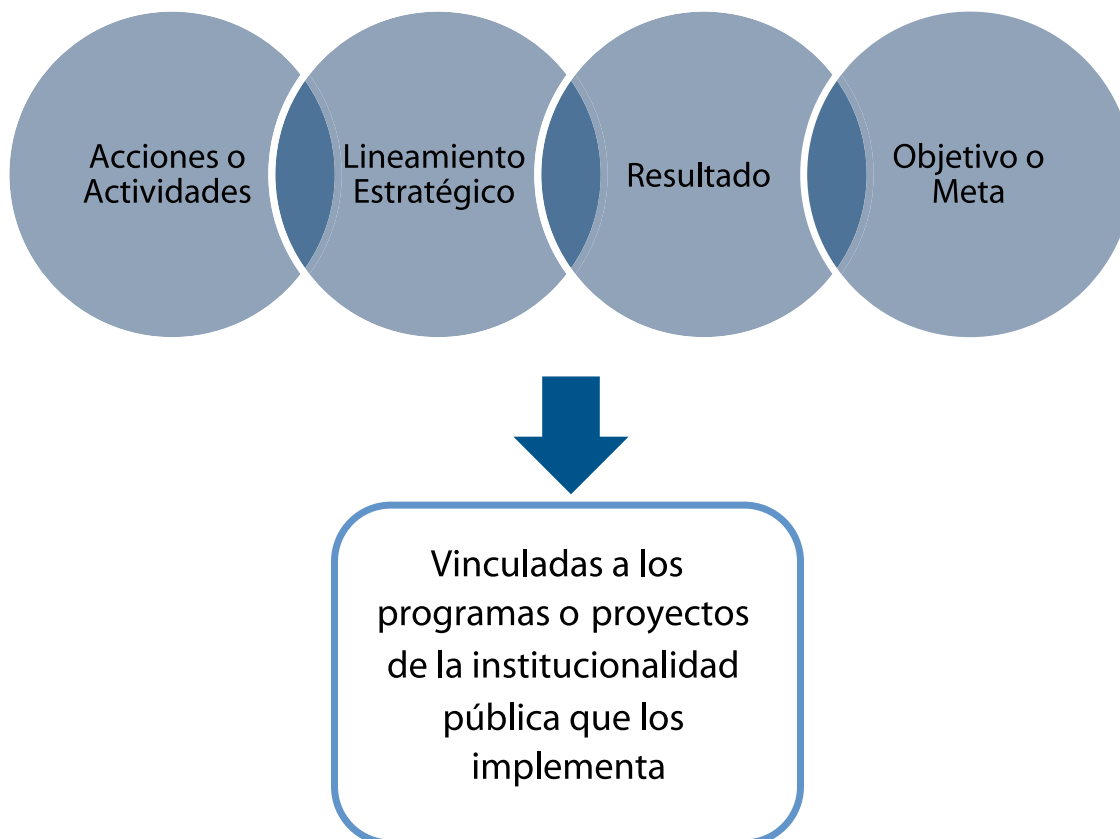 Acciones o
Actividades
Lineamiento
Estratégico
Resultado
Objetivo o
Meta
Vinculadas a los
programas o proyectos
de la institucionalidad
pública que los
implementa